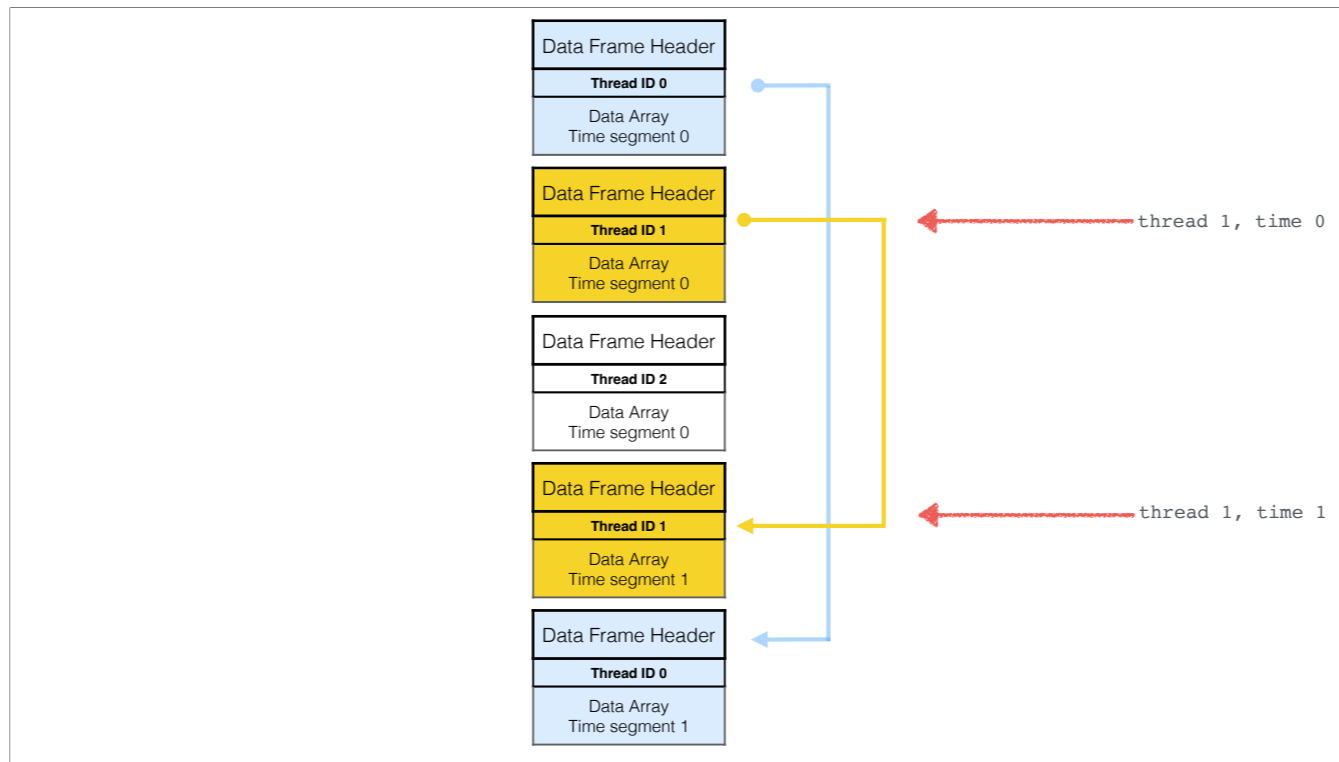 Data Frame Header
Thread ID 0
Data Array
Time segment 0
Data Frame Header
Thread ID 1
Data Array
Time segment 0
thread 1, time 0
Data Frame Header
Thread ID 2
Data Array
Time segment 0
Data Frame Header
Thread ID 1
Data Array
Time segment 1
thread 1, time 1
Data Frame Header
Thread ID 0
Data Array
Time segment 1